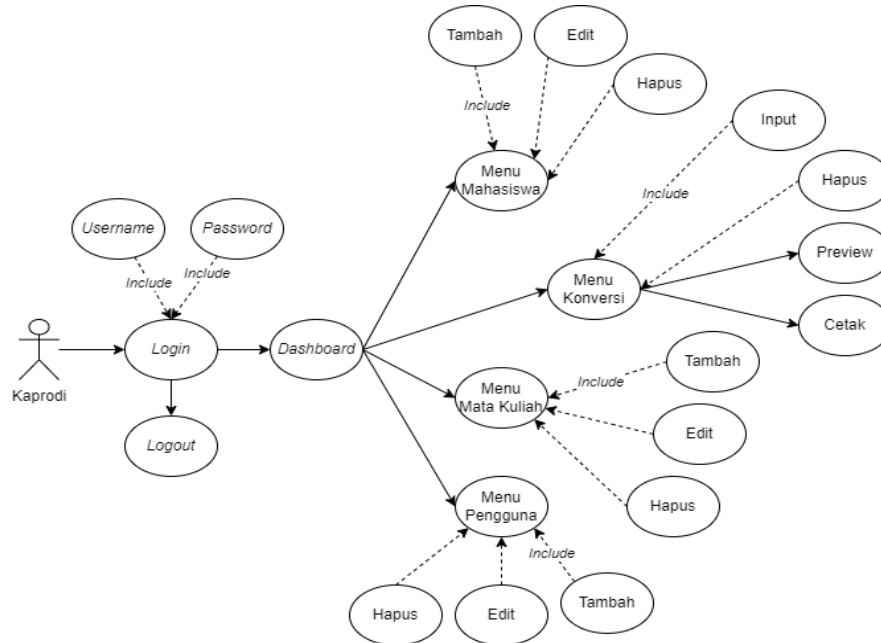 Tambah
Edit
Hapus
Include
Input
Menu
Mahasiswa
Include
Hapus
Username
Password
Include
Include
Menu
Konversi
Preview
Cetak
Kaprodi
Login
Dashboard
Menu
Mata Kuliah
Include
Tambah
Edit
Logout
Hapus
Menu
Pengguna
Include
Hapus
Edit
Tambah